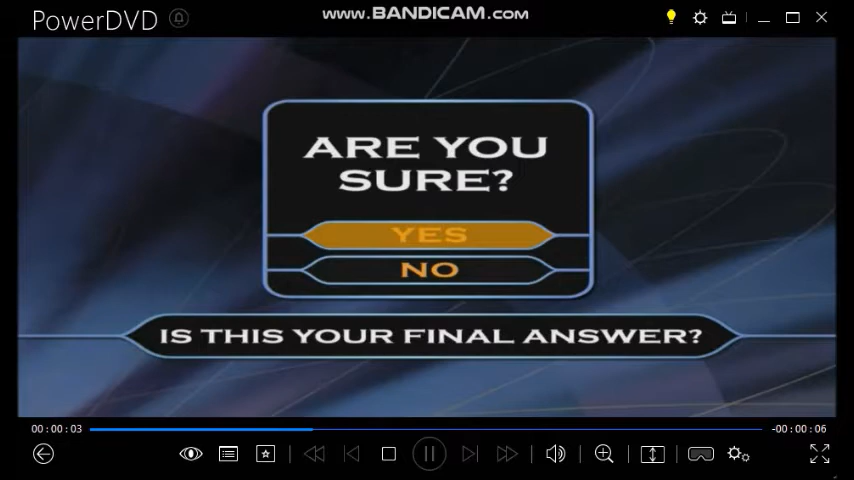 PowerDVD
www.BANDICAM.com
ARE YOU
SURE?
YES
NO
IS THIS YOUR FINAL ANSWER?
00:00:03
-00:00:06